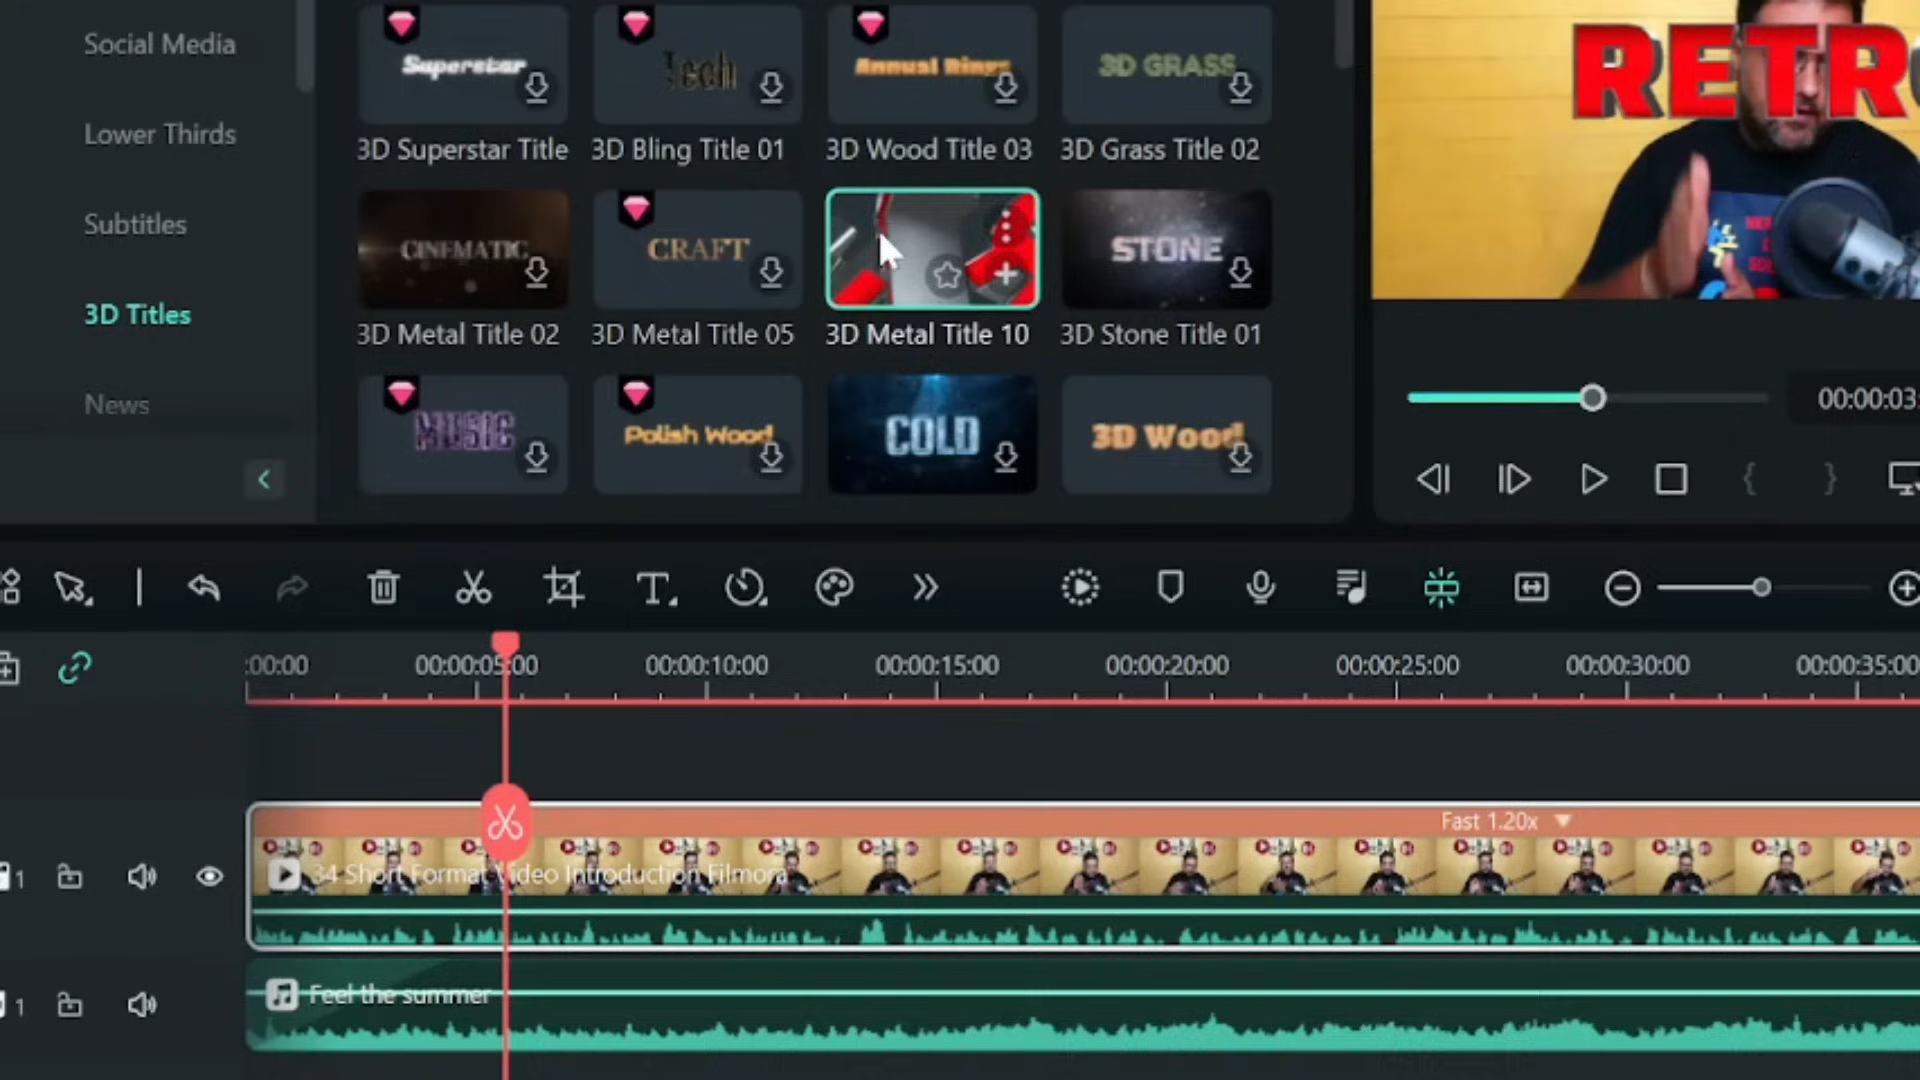 Social Media
Lower Thirds
Subtitles
3D Titles
News
Superstar
Tech
Annual Rings
3D GRASS
3D Superstar Title
3D Bling Title 01
3D Wood Title 03
3D Grass Title 02
CINEMATIC
CRAFT
STONE
3D Metal Title 02
3D Metal Title 05
3D Metal Title 10
3D Stone Title 01
MUSIC
Polish Wood
COLD
3D Wood
RETR
00:00:03:
:00:00
00:00:05:00
00:00:10:00
00:00:15:00
00:00:20:00
00:00:25:00
00:00:30:00
00:00:35:00
Fast 1.20x
1
34 Short Format Video Introduction Filmora
1
Feel the summer